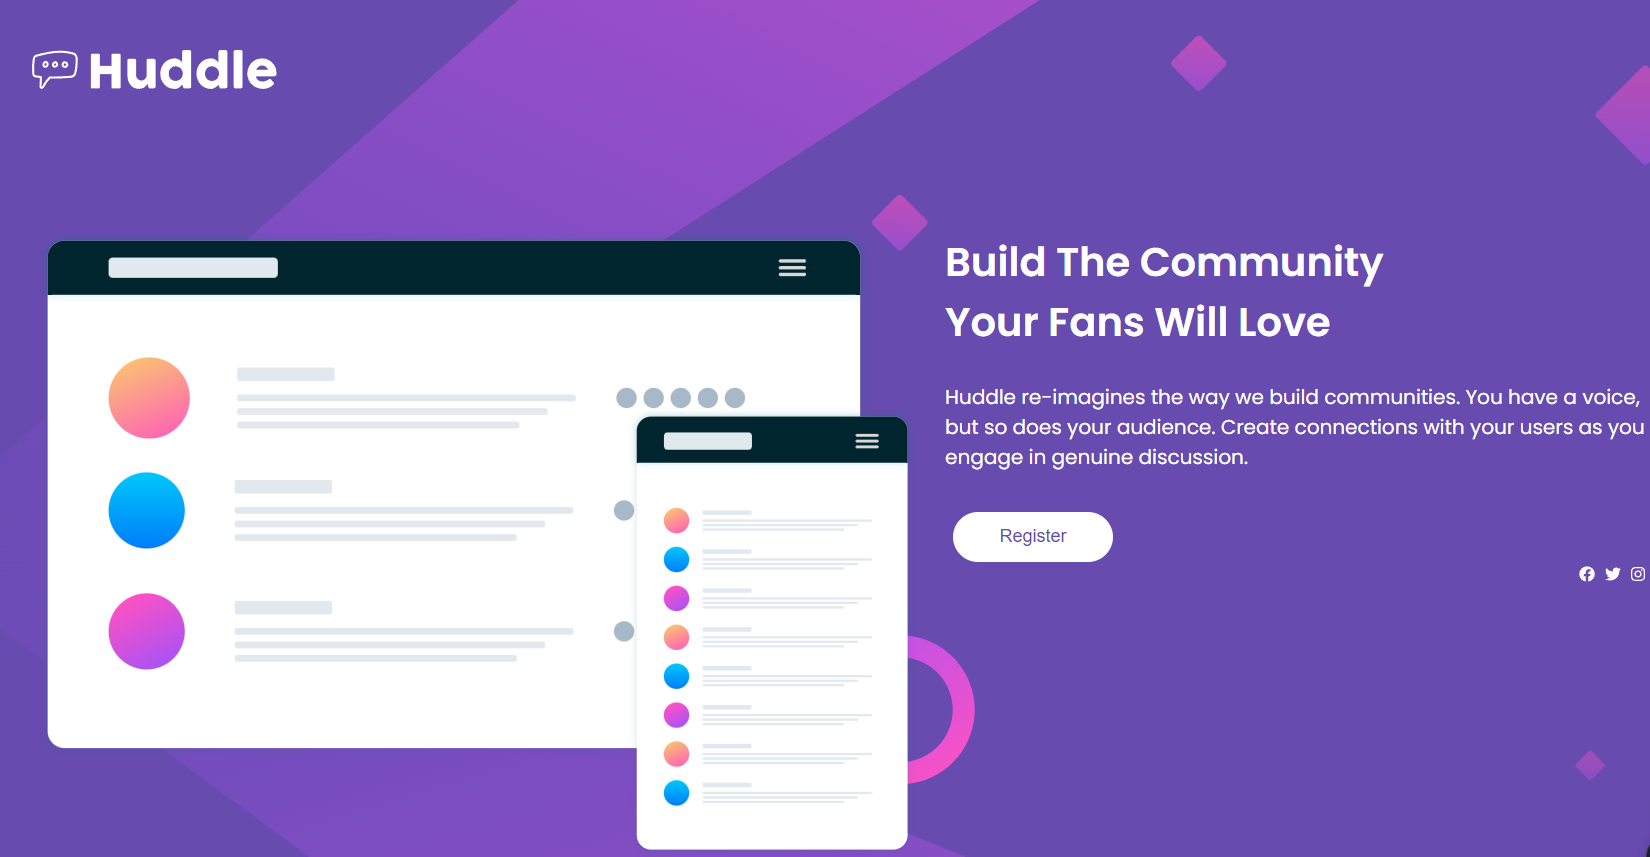 Huddle
Build The Community
Your Fans Will Love
Huddle re-imagines the way we build communities. You have a voice,
but so does your audience. Create connections with your users as you
engage in genuine discussion.
Register